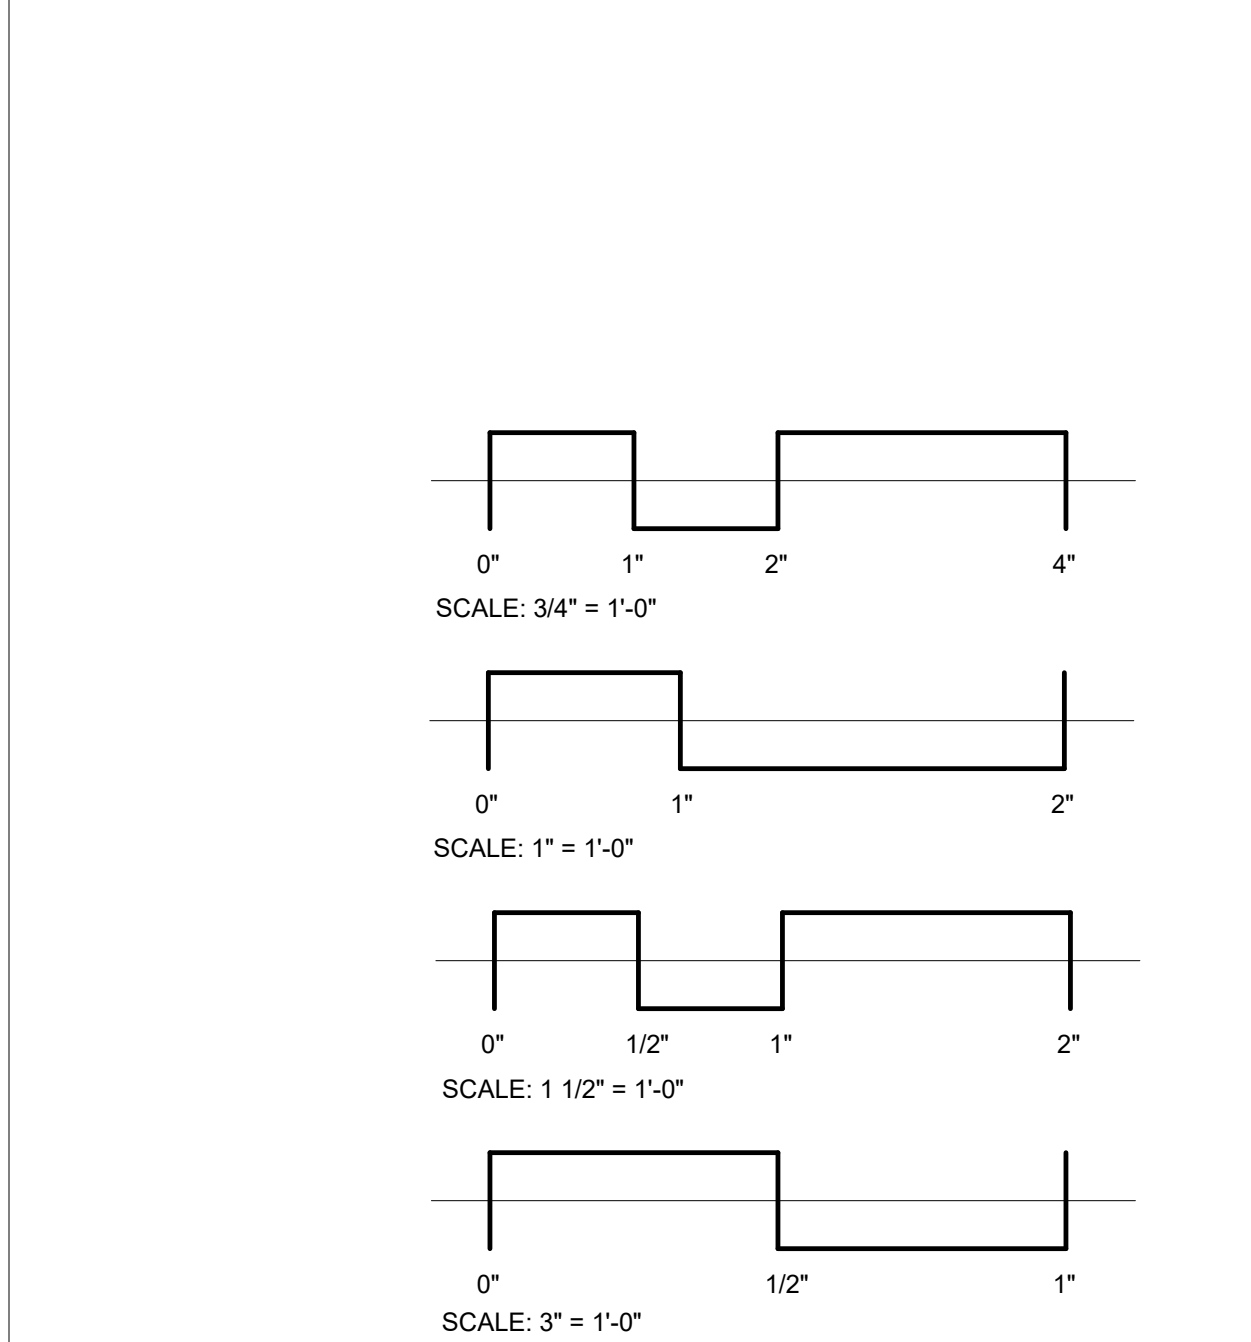 0" 1" 2" 4"
SCALE: 3/4" = 1'-0"
0" 1" 2"
SCALE: 1" = 1'-0"
0" 1/2" 1" 2"
SCALE: 1 1/2" = 1'-0"
0" 1/2" 1"
SCALE: 3" = 1'-0"